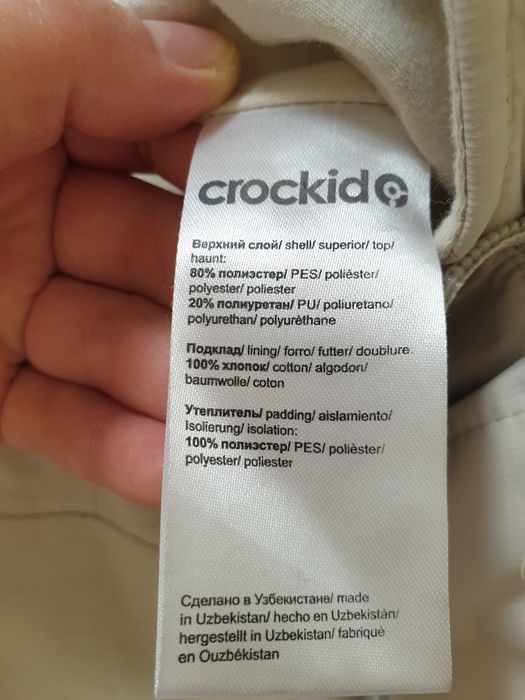 crockid
Верхний слой/ shell/ superior/ top/
haunt:
80% полиэстер/ PES/ polièster/
polyester/ poliester
20% полиуретан/ PU/ poliuretano/
polyurethan/ polyurèthane
Подклад/ lining/ forro/ futter/ doublure
100% хлопок/ cotton/ algodon/
baumwolle/ coton
Утеплитель/ padding/ aislamiento/
Isolierung/ isolation:
100% полиэстер/ PES/ polièster/
polyester/ poliester
Сделано в Узбекистане/ made
in Uzbekistan/ hecho en Uzbekistán/
hergestellt in Uzbekistan/ fabriquè
en Ouzbékistan